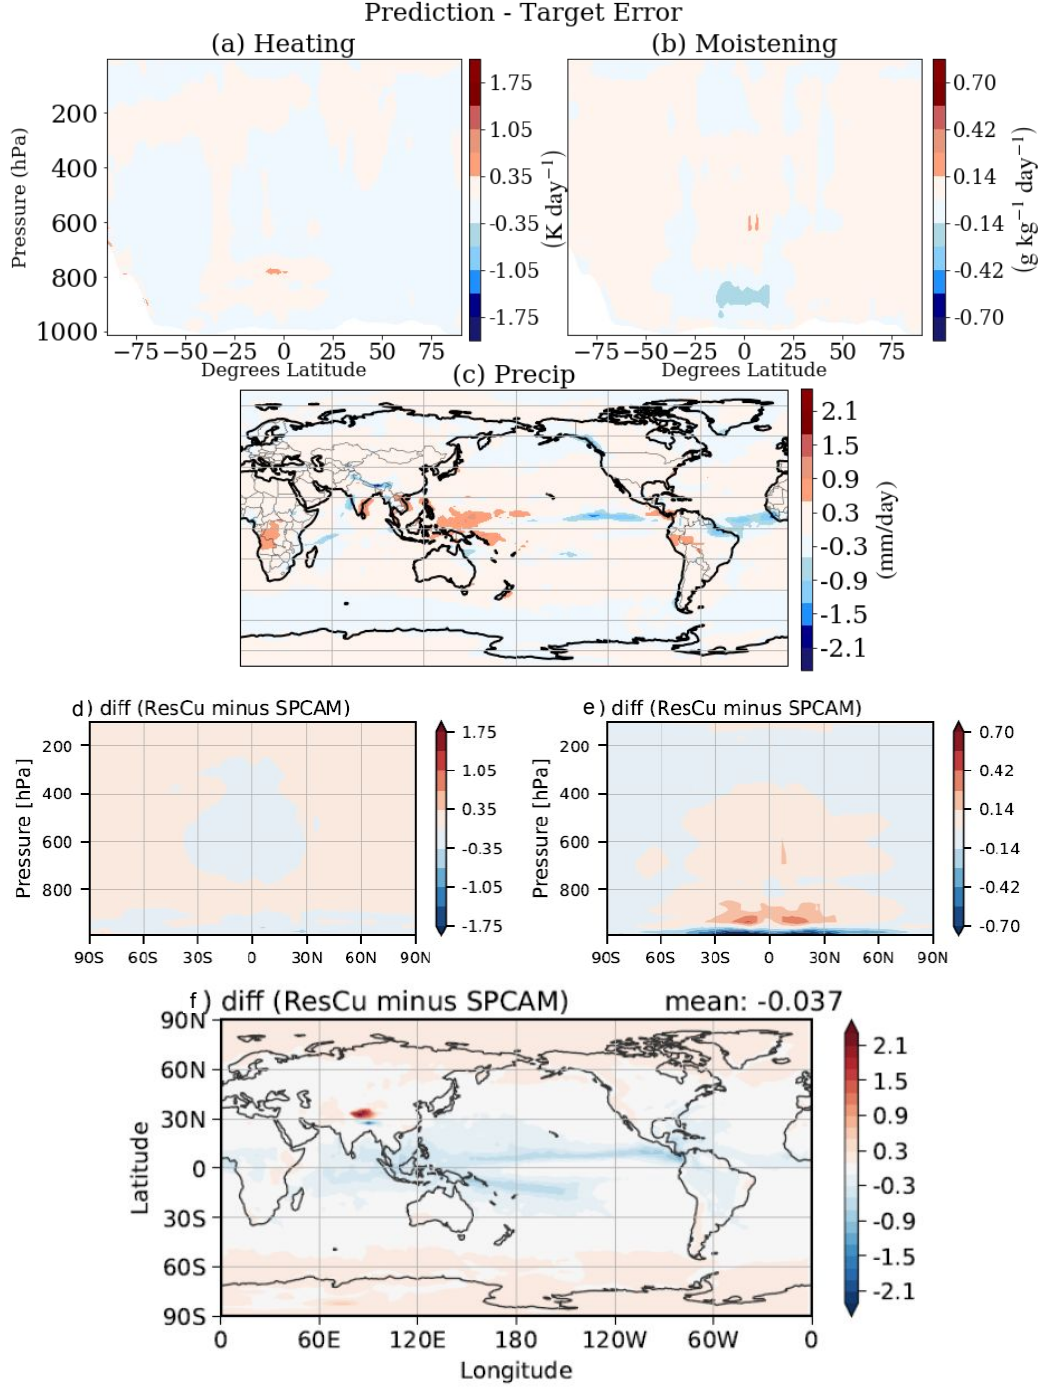 Prediction - Target Error
(a) Heating
(b) Moistening
Pressure (hPa)
200
400
600
800
1000
−75 −50 −25 0 25 50 75
Degrees Latitude
1.75
1.05
0.35
-0.35
-1.05
-1.75
(K day⁻¹)
−75 −50 −25 0 25 50 75
Degrees Latitude
0.70
0.42
0.14
-0.14
-0.42
-0.70
(g kg⁻¹ day⁻¹)
(c) Precip
2.1
1.5
0.9
0.3
-0.3
-0.9
-1.5
-2.1
(mm/day)
d) diff (ResCu minus SPCAM)
Pressure [hPa]
200
400
600
800
90S 60S 30S 0 30N 60N 90N
1.75
1.05
0.35
-0.35
-1.05
-1.75
e) diff (ResCu minus SPCAM)
Pressure [hPa]
200
400
600
800
90S 60S 30S 0 30N 60N 90N
0.70
0.42
0.14
-0.14
-0.42
-0.70
f) diff (ResCu minus SPCAM) mean: -0.037
Latitude
90N
60N
30N
0
30S
60S
90S
0 60E 120E 180 120W 60W 0
Longitude
2.1
1.5
0.9
0.3
-0.3
-0.9
-1.5
-2.1